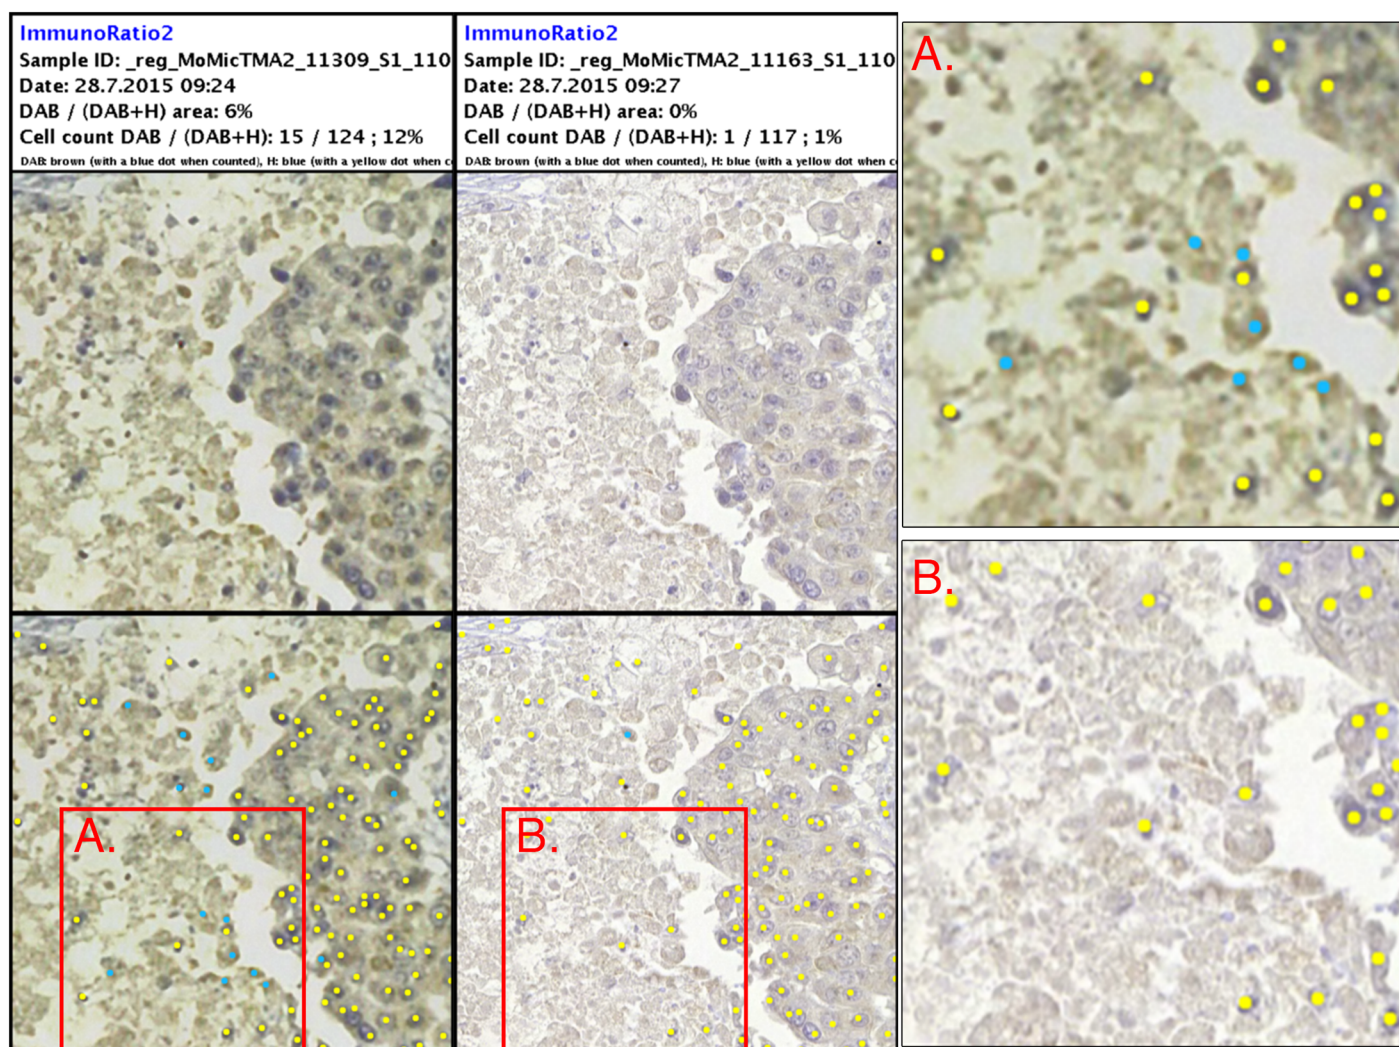 ImmunoRatio2
Sample ID: _reg_MoMicTMA2_11309_S1_110
Date: 28.7.2015 09:24
DAB / (DAB+H) area: 6%
Cell count DAB / (DAB+H): 15 / 124 ; 12%
DAB: brown (with a blue dot when counted), H: blue (with a yellow dot when c
ImmunoRatio2
Sample ID: _reg_MoMicTMA2_11163_S1_110
Date: 28.7.2015 09:27
DAB / (DAB+H) area: 0%
Cell count DAB / (DAB+H): 1 / 117 ; 1%
DAB: brown (with a blue dot when counted), H: blue (with a yellow dot when c
A.
B.
A.
B.